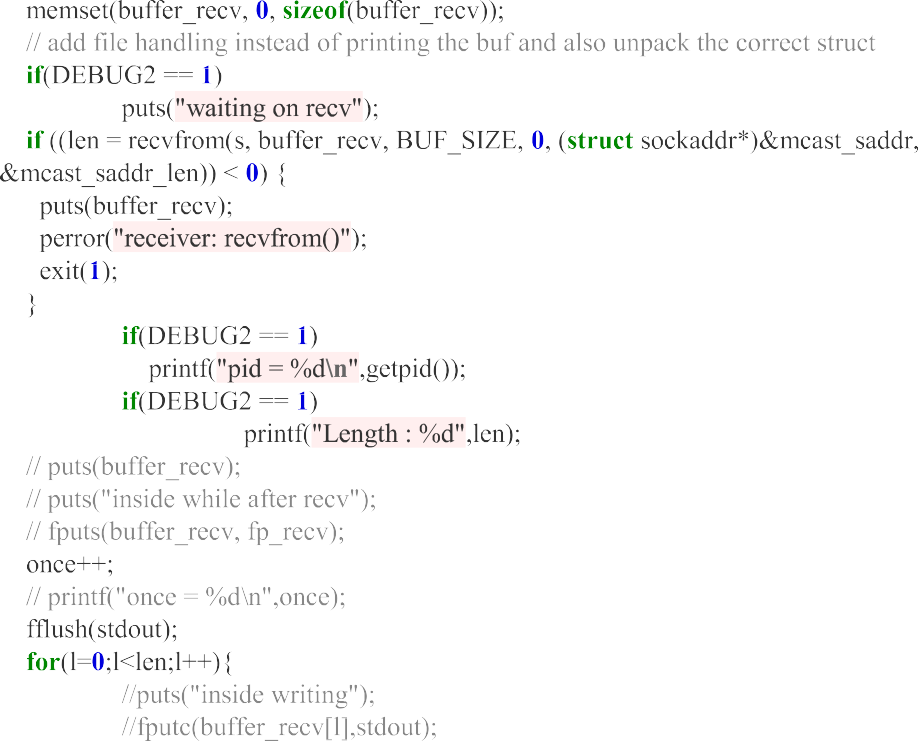 memset(buffer_recv, 0, sizeof(buffer_recv));
// add file handling instead of printing the buf and also unpack the correct struct
if(DEBUG2 == 1)
puts("waiting on recv");
if ((len = recvfrom(s, buffer_recv, BUF_SIZE, 0, (struct sockaddr*)&mcast_saddr,
&mcast_saddr_len)) < 0) {
puts(buffer_recv);
perror("receiver: recvfrom()");
exit(1);
}
if(DEBUG2 == 1)
printf("pid = %d\n",getpid());
if(DEBUG2 == 1)
printf("Length : %d",len);
// puts(buffer_recv);
// puts("inside while after recv");
// fputs(buffer_recv, fp_recv);
once++;
// printf("once = %d\n",once);
fflush(stdout);
for(l=0;l<len;l++){
//puts("inside writing");
//fputc(buffer_recv[l],stdout);